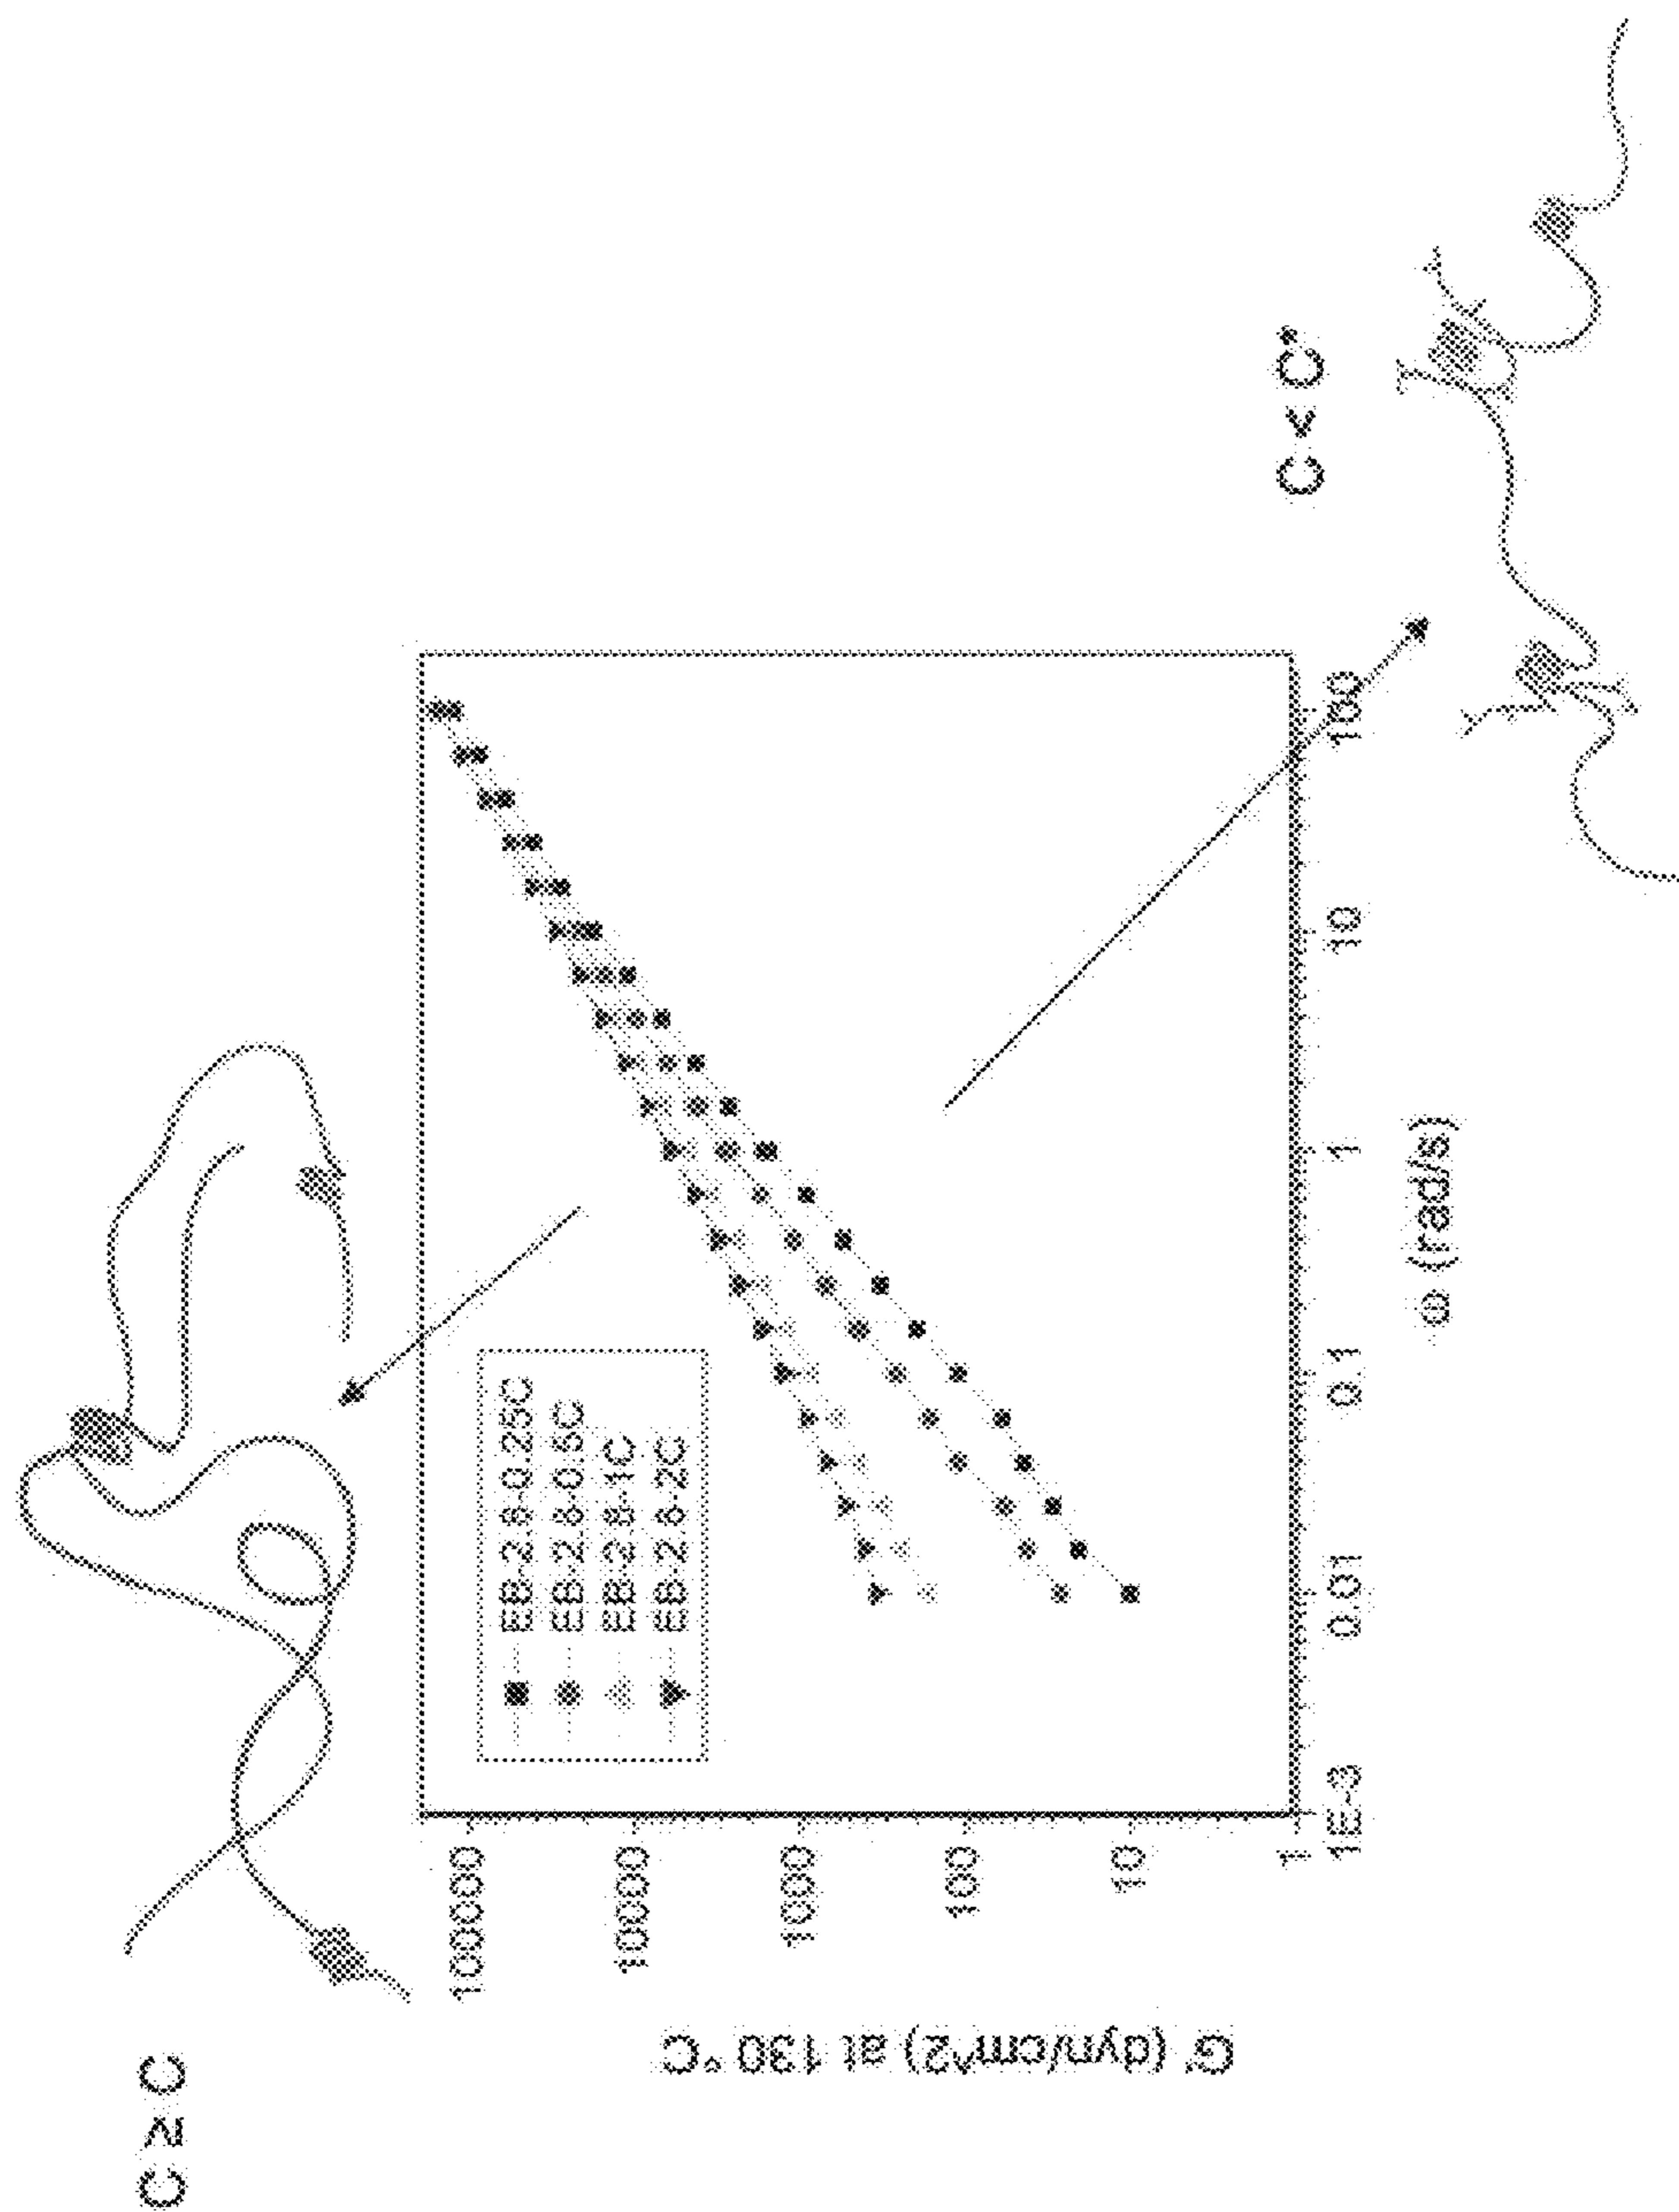 C ≥ C
EB-2.8-0.25C
EB-2.8-0.5C
EB-2.8-1C
EB-2.8-2C
100000
10000
1000
100
10
1
G' (dyn/cm^2) at 130 °C
1E-3
0.01
0.1
1
10
100
ω (rad/s)
C < C*